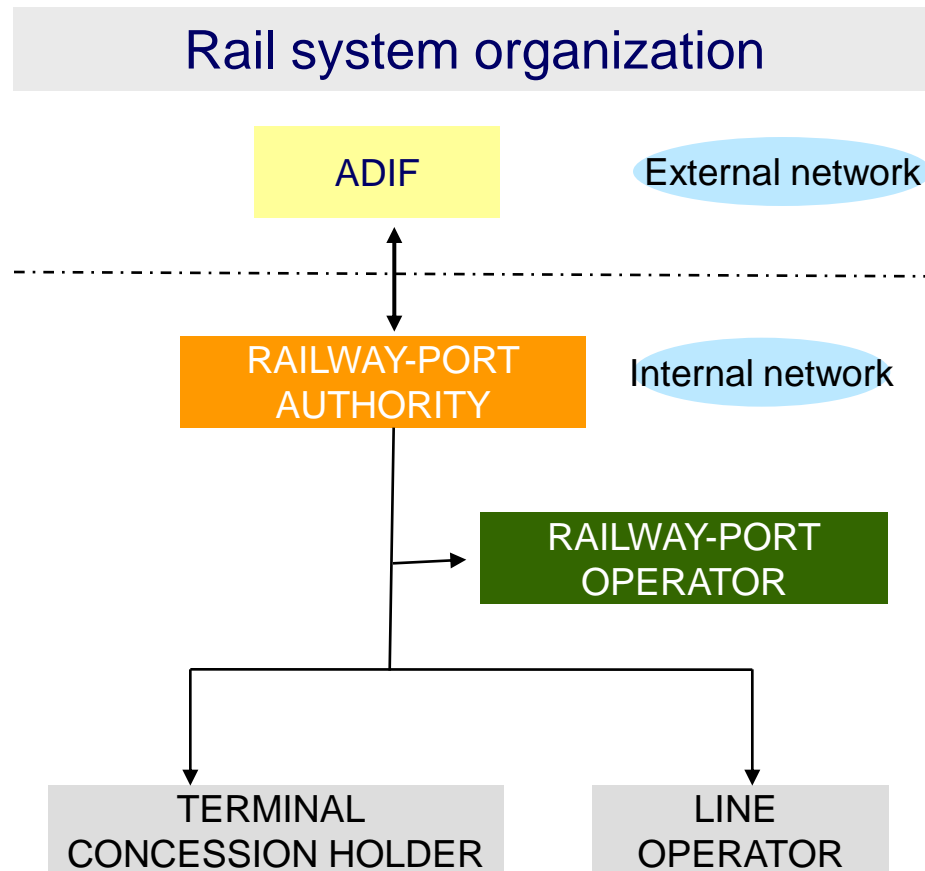 Rail system organization
ADIF
External network
RAILWAY-PORT
AUTHORITY
Internal network
RAILWAY-PORT
OPERATOR
TERMINAL
CONCESSION HOLDER
LINE
OPERATOR